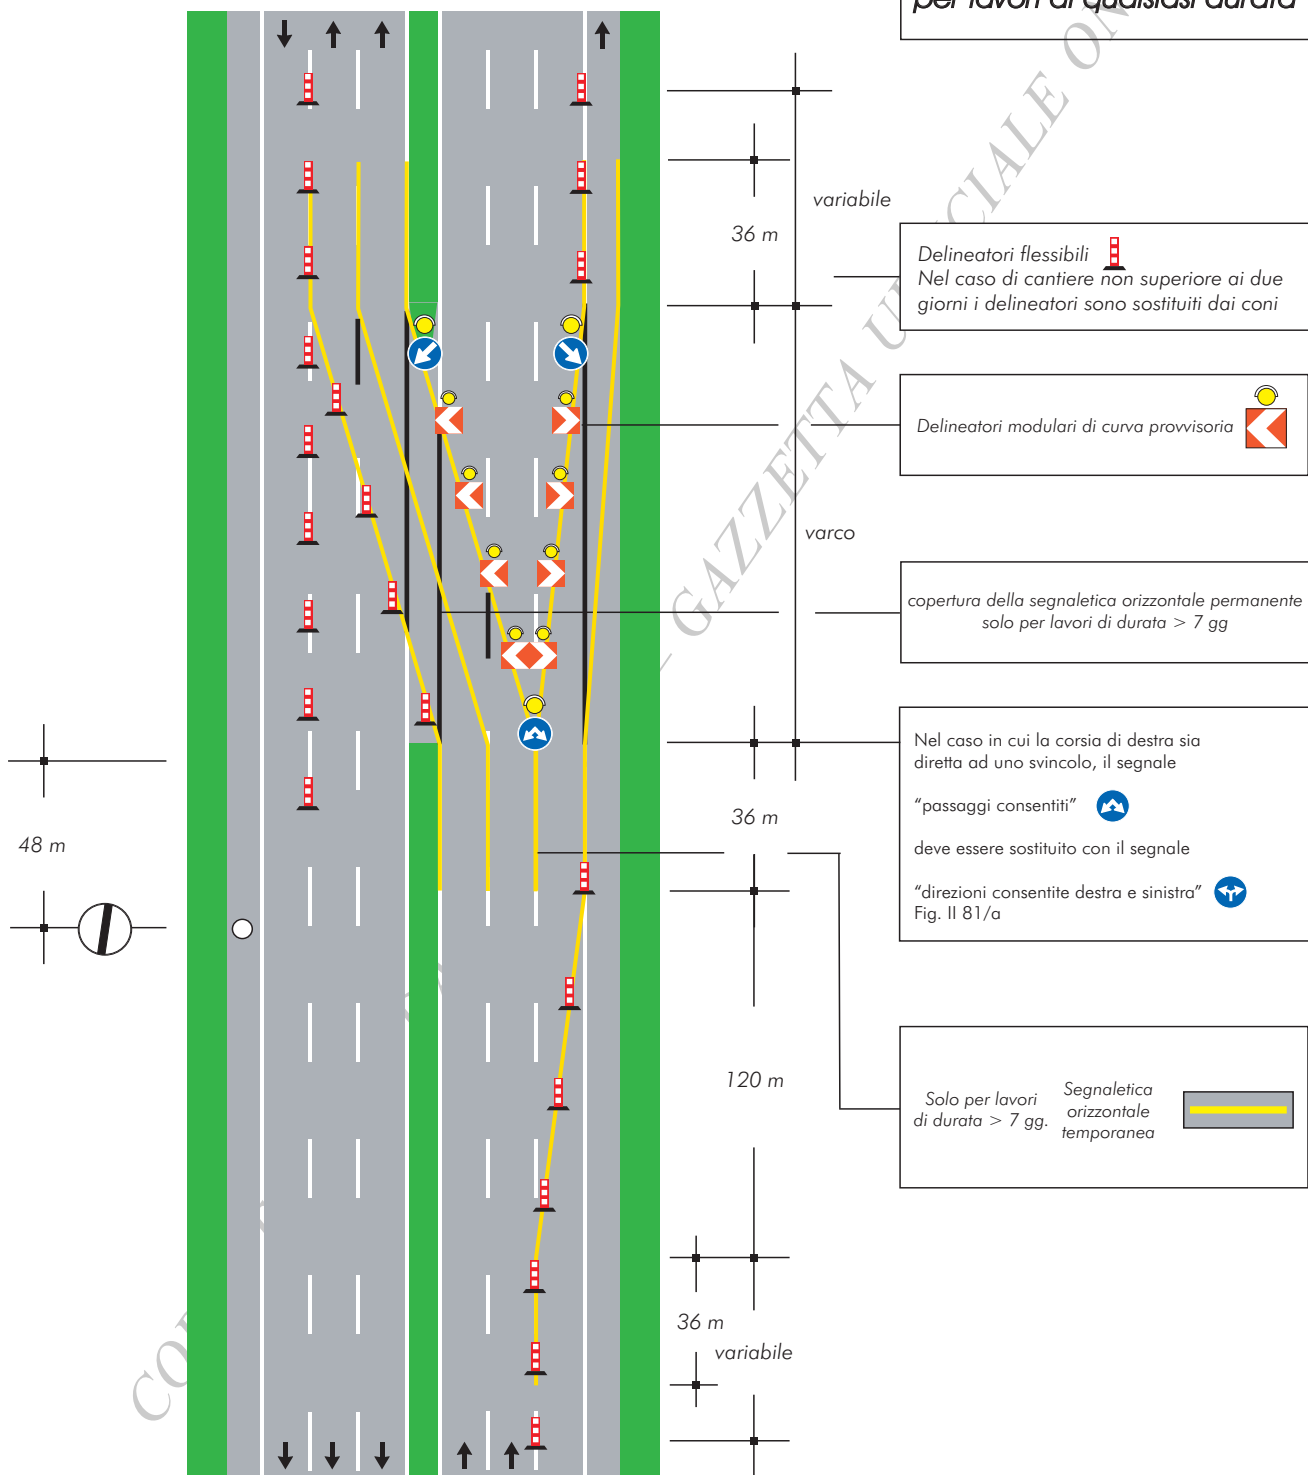 per lavori di qualsiasi durata
variabile
36 m
Delineatori flessibili
Nel caso di cantiere non superiore ai due
giorni i delineatori sono sostituiti dai coni
Delineatori modulari di curva provvisoria
varco
copertura della segnaletica orizzontale permanente
solo per lavori di durata > 7 gg
Nel caso in cui la corsia di destra sia
diretta ad uno svincolo, il segnale
“passaggi consentiti”
deve essere sostituito con il segnale
“direzioni consentite destra e sinistra”
Fig. II 81/a
36 m
48 m
120 m
Solo per lavori
di durata > 7 gg.
Segnaletica
orizzontale
temporanea
36 m
variabile
GAZZETTA